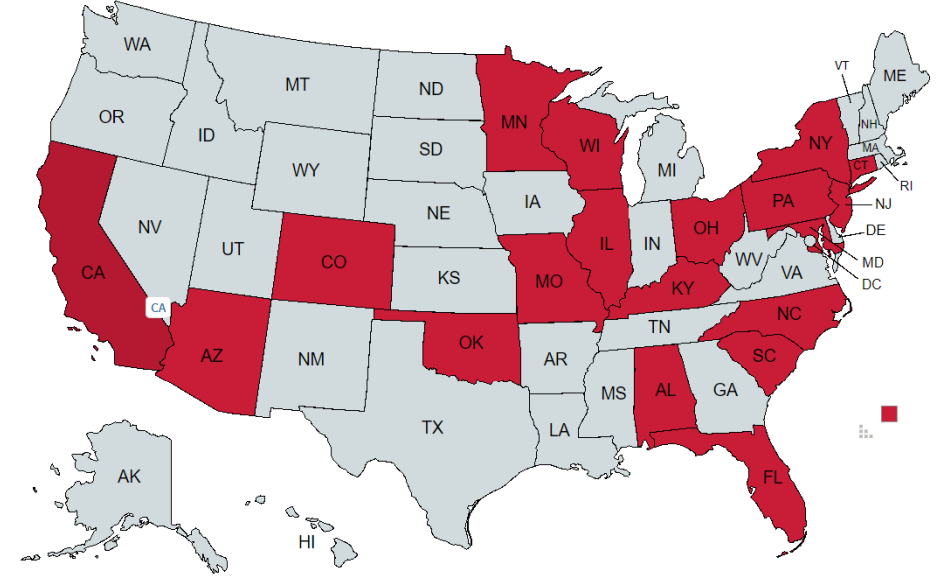 WA
MT
ND
MN
VT
ME
OR
ID
SD
WI
NH
NY
MA
WY
MI
CT
RI
IA
PA
NJ
NE
NV
OH
DE
UT
IL
IN
WV
MD
CA
CO
KS
MO
VA
DC
KY
CA
NC
TN
AZ
OK
SC
NM
AR
MS
AL
GA
TX
LA
AK
FL
HI